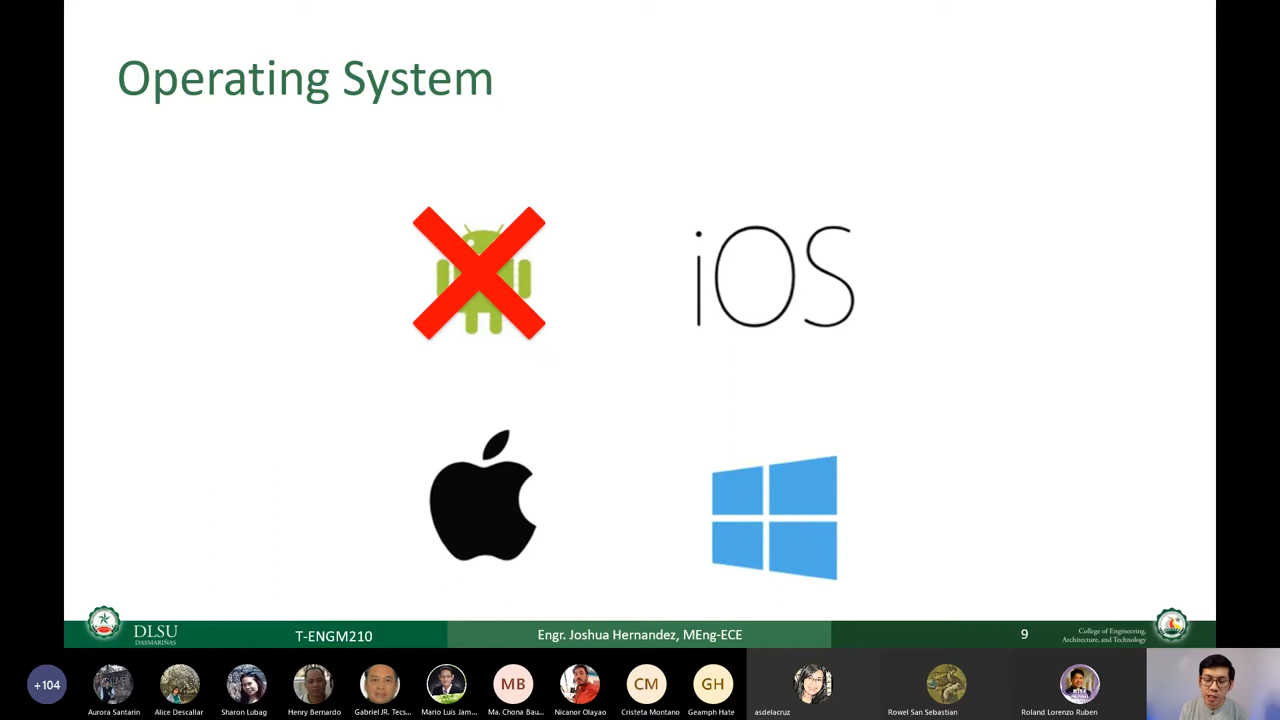 Operating System
iOS
DLSU
DASMARIÑAS
T-ENGM210
Engr. Joshua Hernandez, MEng-ECE
9
College of Engineering,
Architecture, and Technology
+104
MB
CM
GH
RISE
Aurora Santarin
Alice Descallar
Sharon Lubag
Henry Bernardo
Gabriel JR. Tecs...
Mario Luis Jam...
Ma. Chona Bau...
Nicanor Olayao
Cristeta Montano
Geamph Hate
asdelacruz
Rowel San Sebastian
Roland Lorenzo Ruben